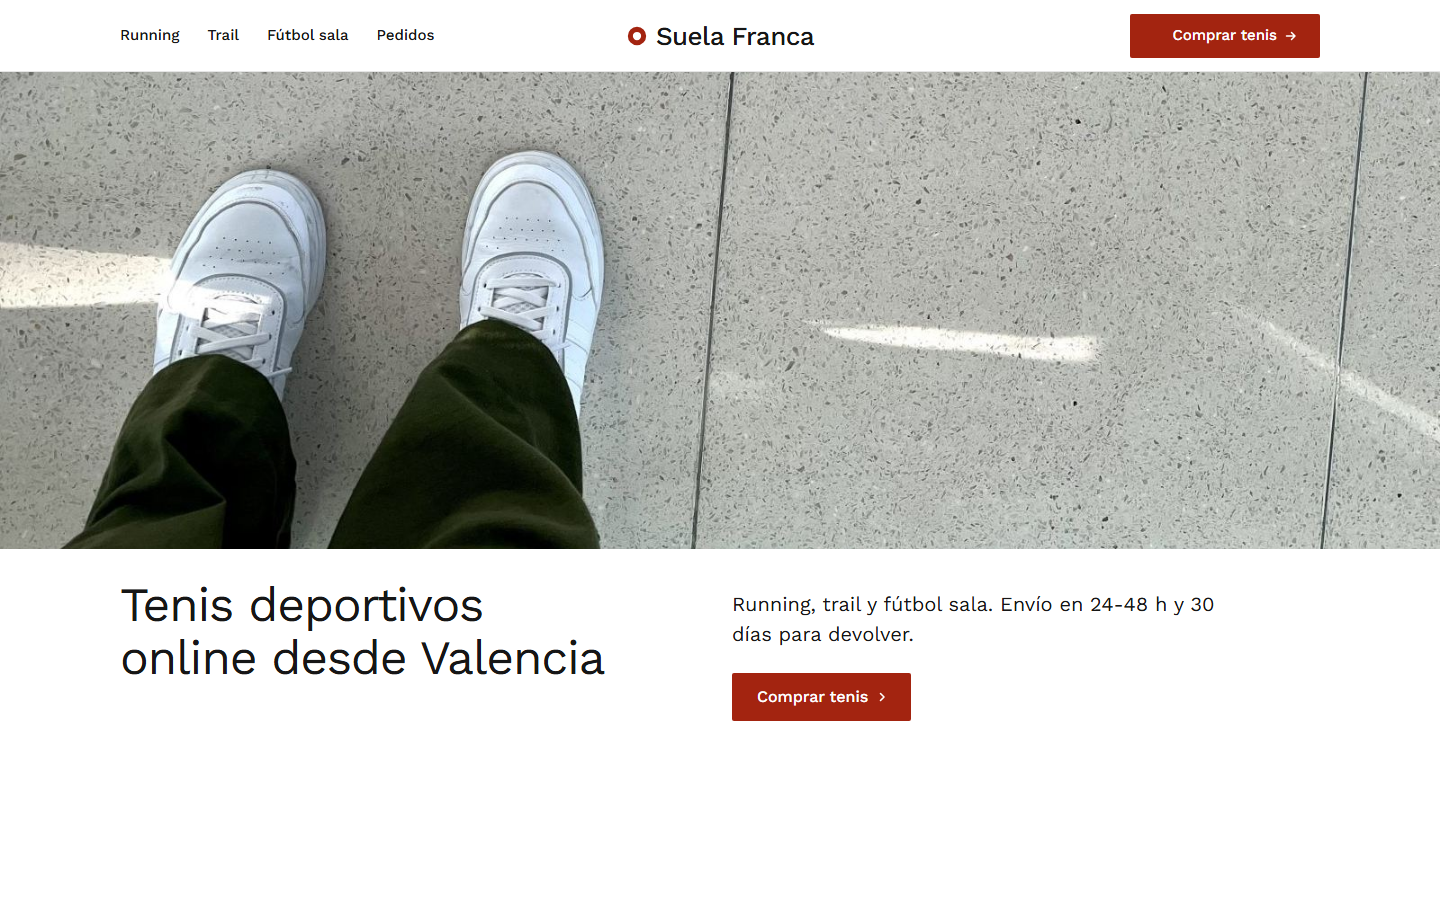 Running
Trail
Fútbol sala
Pedidos
Suela Franca
Comprar tenis →
Tenis deportivos
online desde Valencia
Running, trail y fútbol sala. Envío en 24-48 h y 30
días para devolver.
Comprar tenis ›